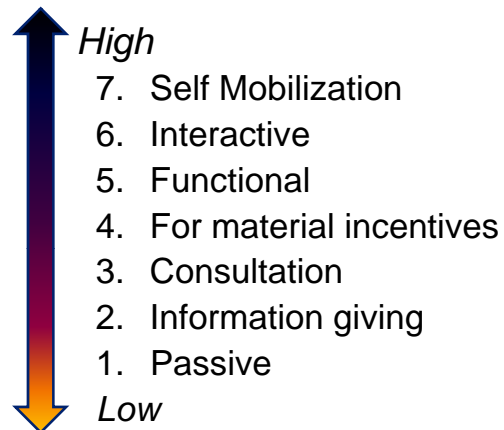 High
7. Self Mobilization
6. Interactive
5. Functional
4. For material incentives
3. Consultation
2. Information giving
1. Passive
Low